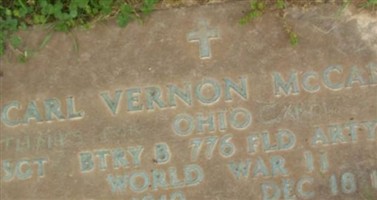 CARL VERNON McCA
OHIO
SGT BTRY B 776 FLD ARTY
WORLD WAR II
DEC 18